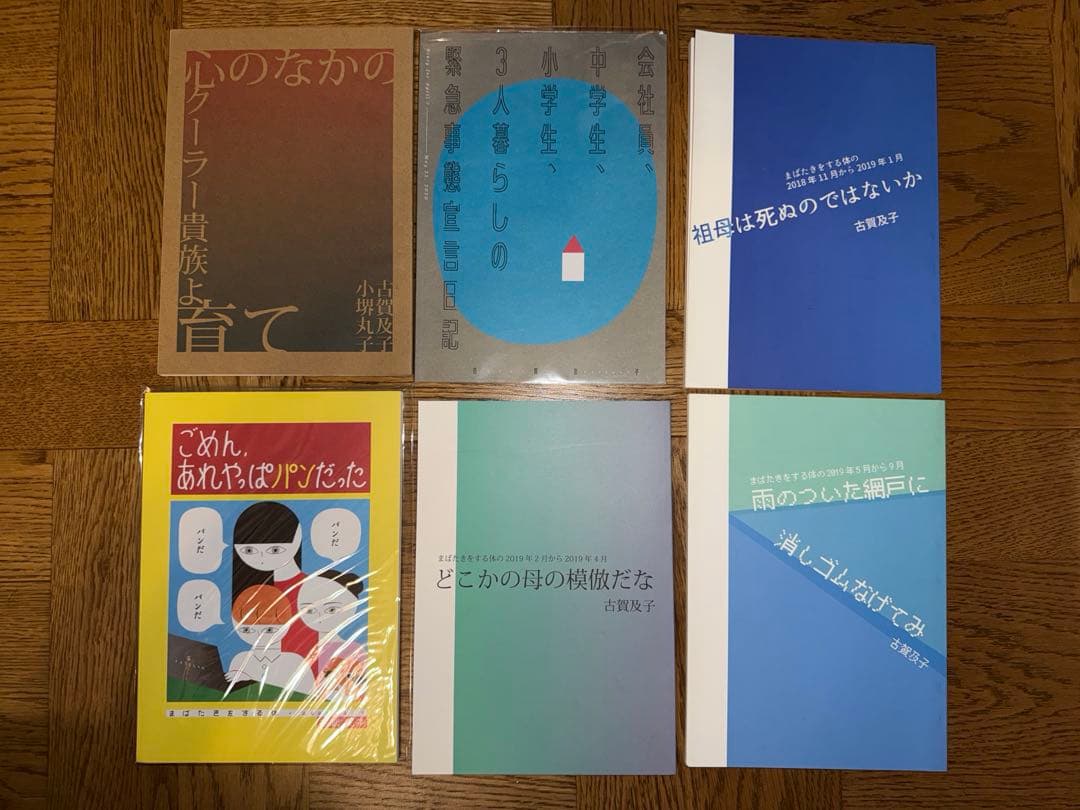 心のなかの
クーラー貴族よ
育て
古賀及子
小堺丸子
会社員、
中学生、
小学生、
3人暮らしの
緊急事態宣言日記
まばたきをする体の
2018年11月から2019年1月
祖母は死ぬのではないか
古賀及子
ごめん、
あれやっぱパンだった
パンだ
パンだ
パンだ
まばたきをする体
まばたきをする体の2019年2月から2019年4月
どこかの母の模倣だな
古賀及子
まばたきをする体の2019年5月から9月
雨のついた網戸に
消しゴムなげてみ
古賀及子